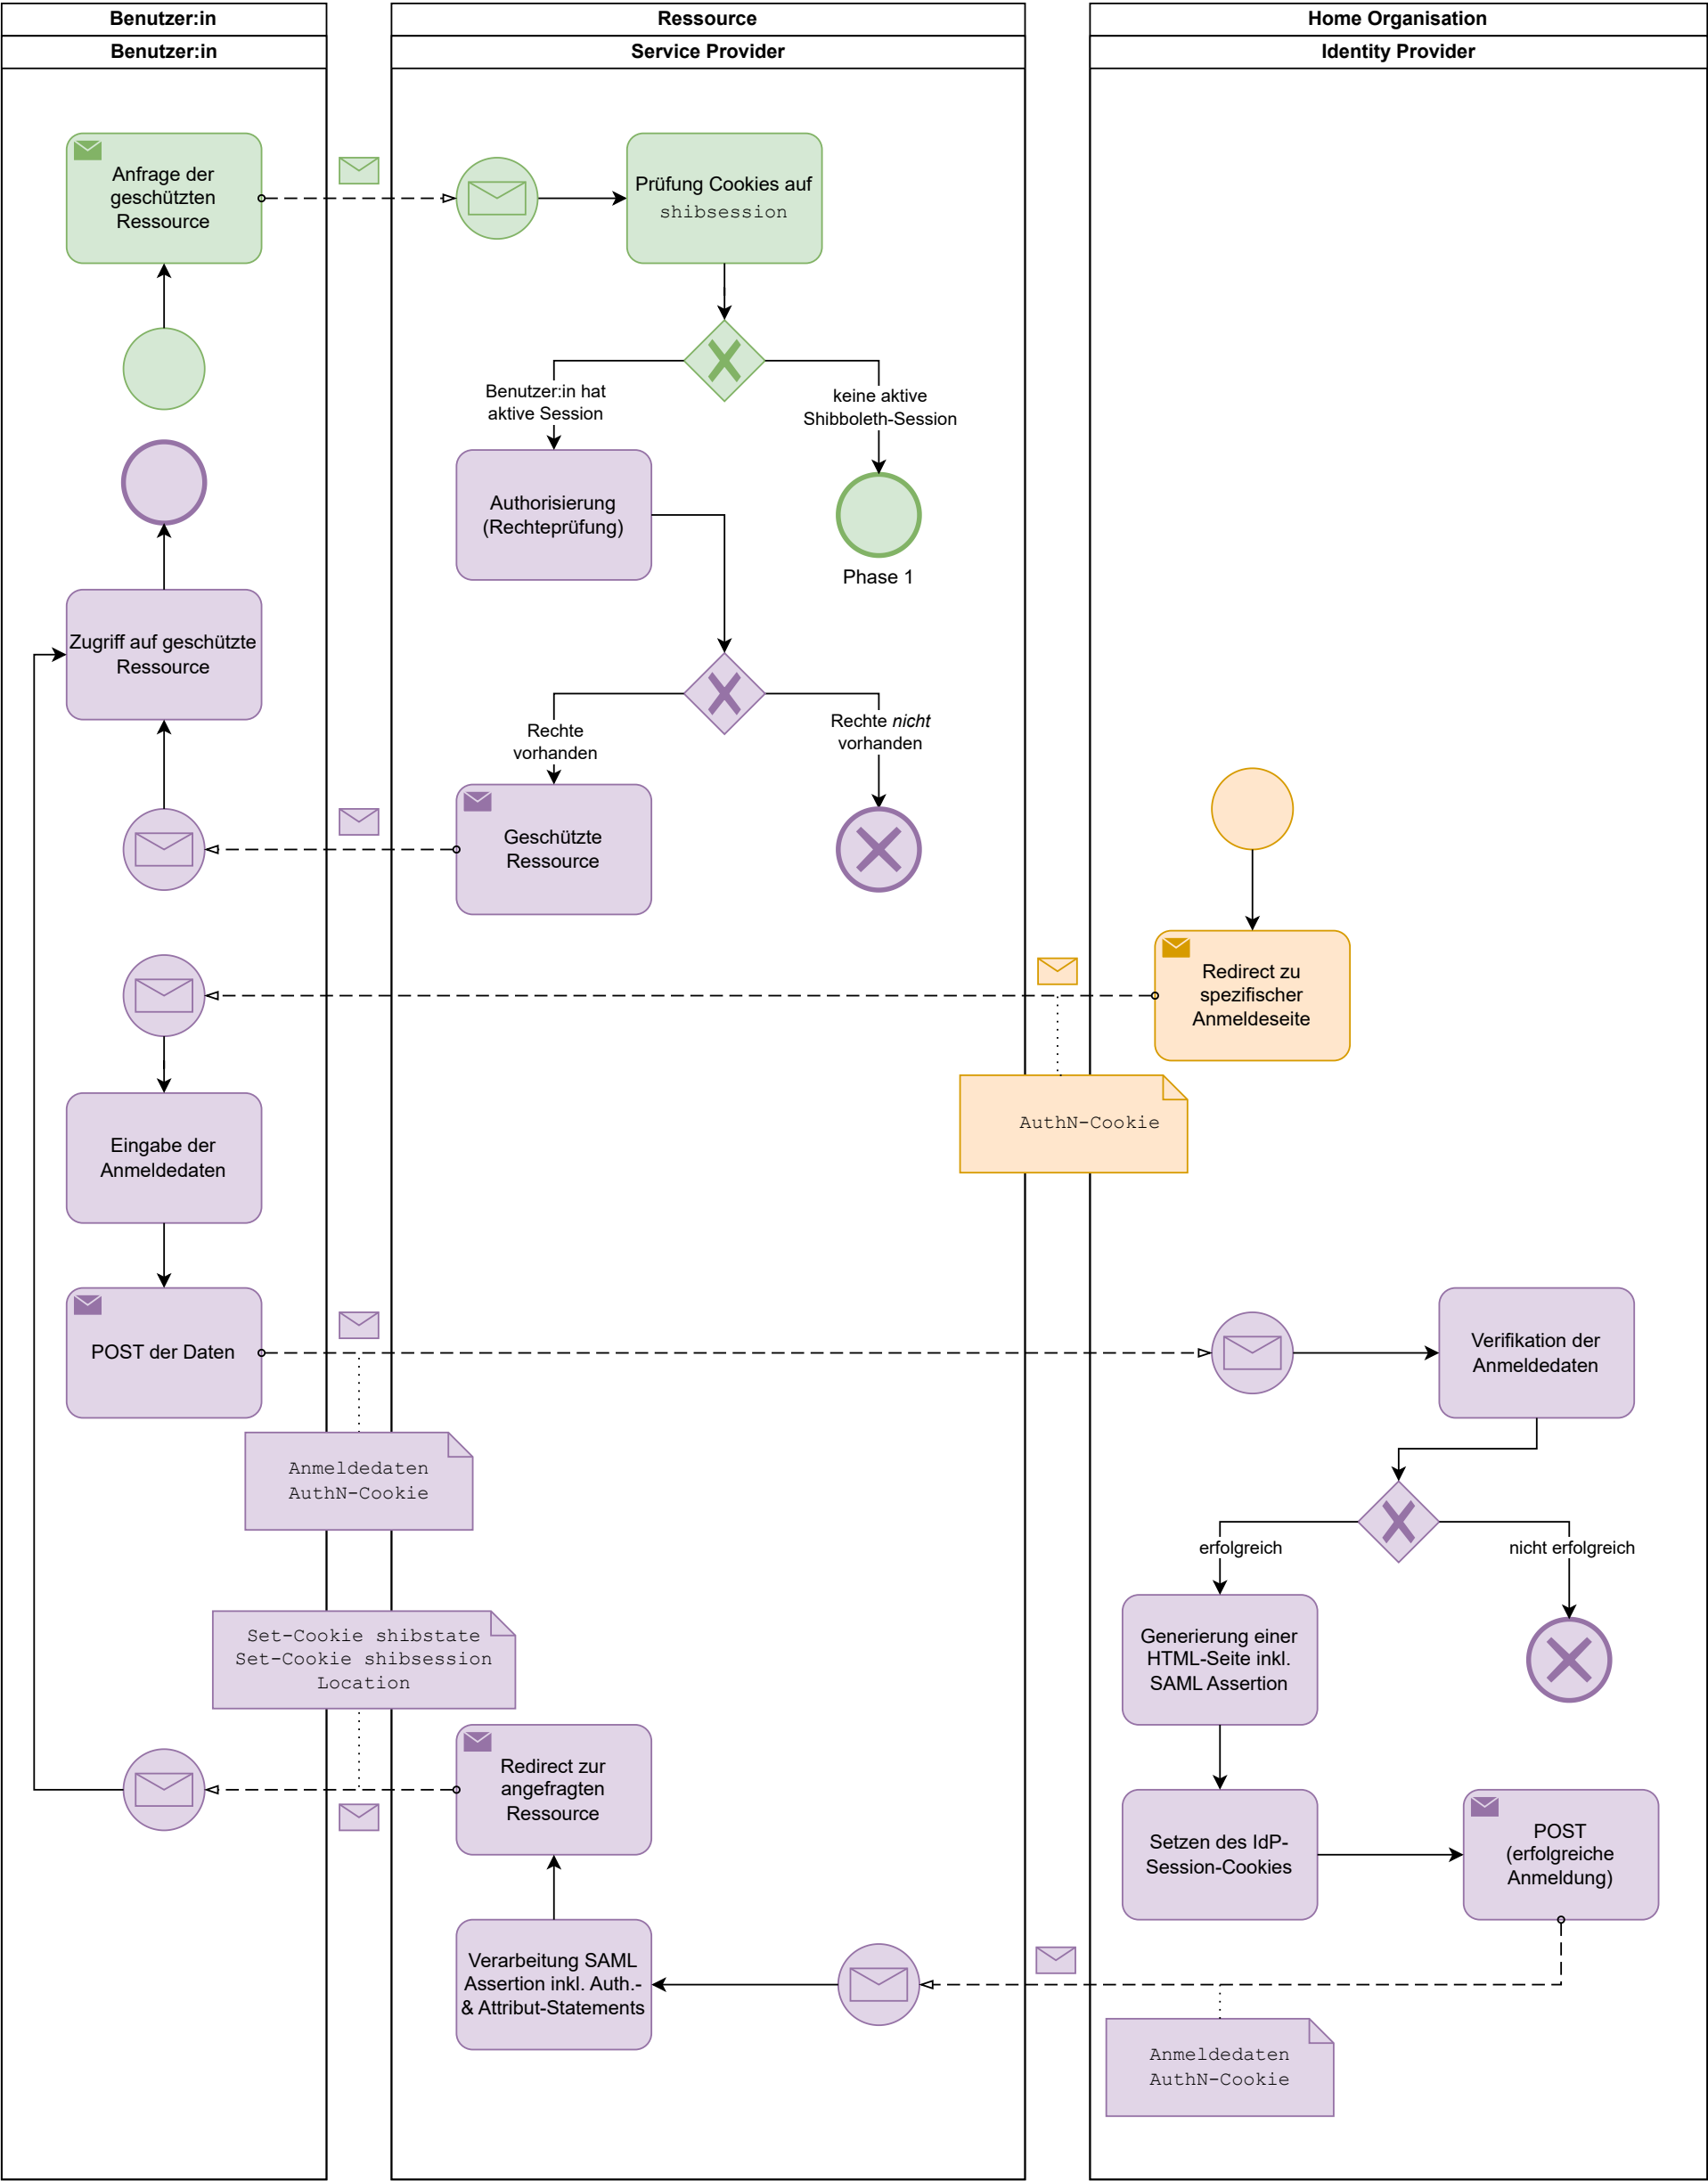 Benutzer:in
Benutzer:in
Ressource
Service Provider
Home Organisation
Identity Provider
Anfrage der
geschützten
Ressource
Prüfung Cookies auf
shibsession
Benutzer:in hat
aktive Session
keine aktive
Shibboleth-Session
Authorisierung
(Rechteprüfung)
Phase 1
Zugriff auf geschützte
Ressource
Rechte
vorhanden
Rechte nicht
vorhanden
Geschützte
Ressource
Redirect zu
spezifischer
Anmeldeseite
AuthN-Cookie
Eingabe der
Anmeldedaten
POST der Daten
Verifikation der
Anmeldedaten
Anmeldedaten
AuthN-Cookie
erfolgreich
nicht erfolgreich
Generierung einer
HTML-Seite inkl.
SAML Assertion
Set-Cookie shibstate
Set-Cookie shibsession
Location
Redirect zur
angefragten
Ressource
Setzen des IdP-
Session-Cookies
POST
(erfolgreiche
Anmeldung)
Verarbeitung SAML
Assertion inkl. Auth.-
& Attribut-Statements
Anmeldedaten
AuthN-Cookie